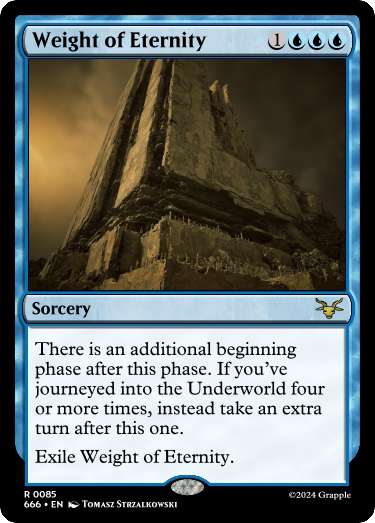 Weight of Eternity 1
Sorcery
There is an additional beginning
phase after this phase. If you've
journeyed into the Underworld four
or more times, instead take an extra
turn after this one.
Exile Weight of Eternity.
R 0085
666 • EN Tomasz Strzalkowski
©2024 Grapple